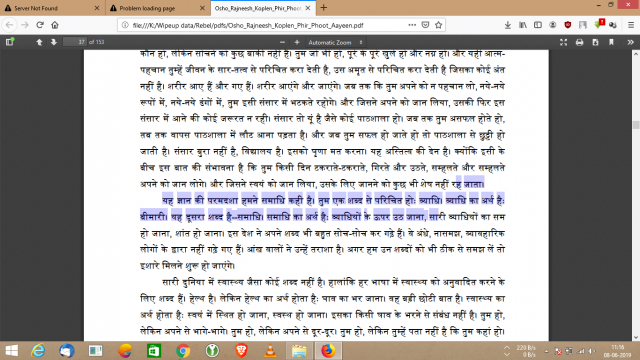 Server Not Found
Problem loading page
Osho_Rajneesh_Koplen_Phir_Phoot_Aayeen.pdf
file:///K:/Wipeup data/Rebel/pdfs/Osho_Rajneesh_Koplen_Phir_Phoot_Aayeen.pdf
37 of 153
Automatic Zoom
कौन हो, लेकिन सोचने को कुछ बाकी नहीं है। तुम जो भी हो, पूरे के पूरे खुले हो और नग्न हो। और यही आत्म-
पहचान तुम्हें जीवन के सार-तत्व से परिचित करा देती है, उस अमृत से परिचित करा देती है जिसका कोई अंत
नहीं है। शरीर आए हैं और गए हैं। शरीर आएंगे और जाएंगे। जब तक कि तुम अपने को न पहचान लो, नये-नये
रूपों में, नये-नये ढंगों में, तुम इसी संसार में भटकते रहोगे। और जिसने अपने को जान लिया, उसकी फिर इस
संसार में आने की कोई जरूरत न रही। संसार तो यूं है जैसे कोई पाठशाला हो। जब तक तुम असफल होते हो,
तब तक वापस पाठशाला में लौट आना पड़ता है। और जब तुम सफल हो जाते हो तो पाठशाला से छुट्टी हो
जाती है। संसार बुरा नहीं है, विद्यालय है। इसको घृणा मत करना। यह अस्तित्व की देन है। क्योंकि इसी के
बीच इस बात की संभावना है कि तुम किसी दिन टकराते-टकराते, गिरते और उठते, सम्हलते और सम्हलते
अपने को जान लोगे। और जिसने स्वयं को जान लिया, उसके लिए जानने को कुछ भी शेष नहीं रह जाता।
यह ज्ञान की परमदशा हमने समाधि कही है। तुम एक शब्द से परिचित हो: व्याधि। व्याधि का अर्थ है:
बीमारी। यह दूसरा शब्द है--समाधि। समाधि का अर्थ है: व्याधियों के ऊपर उठ जाना, सारी व्याधियों का सम
हो जाना, शांत हो जाना। इस देश ने अपने शब्द भी बहुत सोच-सोच कर गढ़े हैं। वे अंधे, नासमझ, व्यावहारिक
लोगों के द्वारा नहीं गढ़े गए हैं। आंख वालों ने उन्हें तराशा है। अगर हम उन शब्दों को भी ठीक से समझ लें तो
इशारे मिलने शुरू हो जाएंगे।
सारी दुनिया में स्वास्थ्य जैसा कोई शब्द नहीं है। हालांकि हर भाषा में स्वास्थ्य को अनुवादित करने के
लिए शब्द हैं। हेल्थ है। लेकिन हेल्थ का अर्थ होता है: घाव का भर जाना। वह बड़ी छोटी बात है। स्वास्थ्य का
अर्थ होता है: स्वयं में स्थित हो जाना, स्वस्थ हो जाना। इसका किसी घाव के भरने से संबंध नहीं है। तुम हो,
लेकिन अपने से भागे-भागे। तुम हो, लेकिन अपने से दूर-दूर। तुम हो, लेकिन तुम्हें पता नहीं है कि तुम कहां हो।
11:16